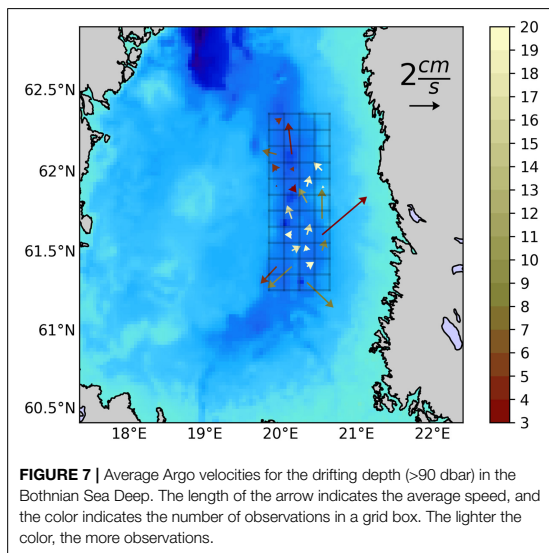 2 cm/s
62.5°N
62°N
61.5°N
61°N
60.5°N
18°E 19°E 20°E 21°E 22°E
20
19
18
17
16
15
14
13
12
11
10
9
8
7
6
5
4
3
FIGURE 7 | Average Argo velocities for the drifting depth (>90 dbar) in the
Bothnian Sea Deep. The length of the arrow indicates the average speed, and
the color indicates the number of observations in a grid box. The lighter the
color, the more observations.